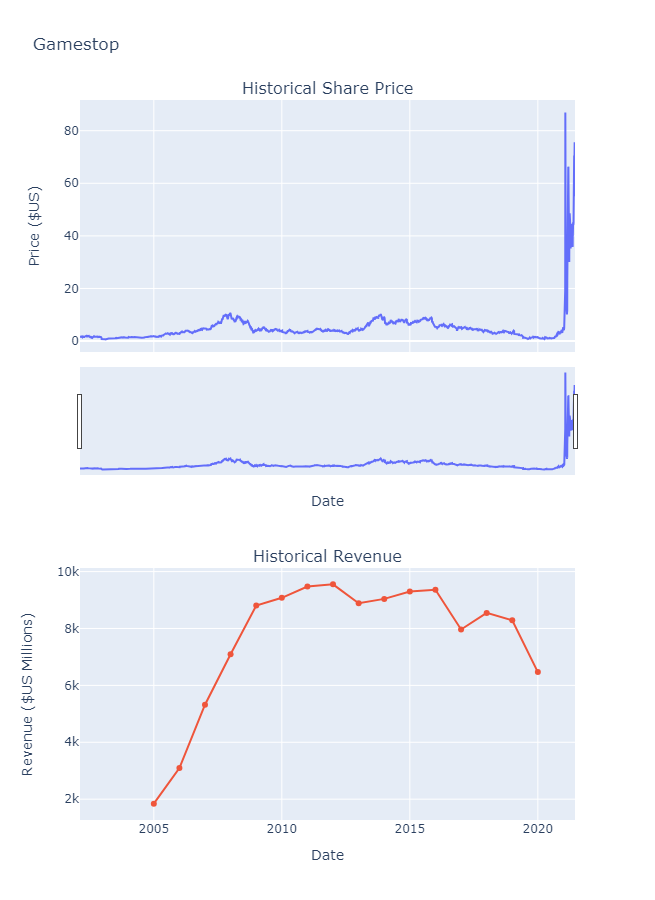 Gamestop
Historical Share Price
80
60
40
20
0
Price ($US)
Date
Historical Revenue
10k
8k
6k
4k
2k
Revenue ($US Millions)
2005
2010
2015
2020
Date